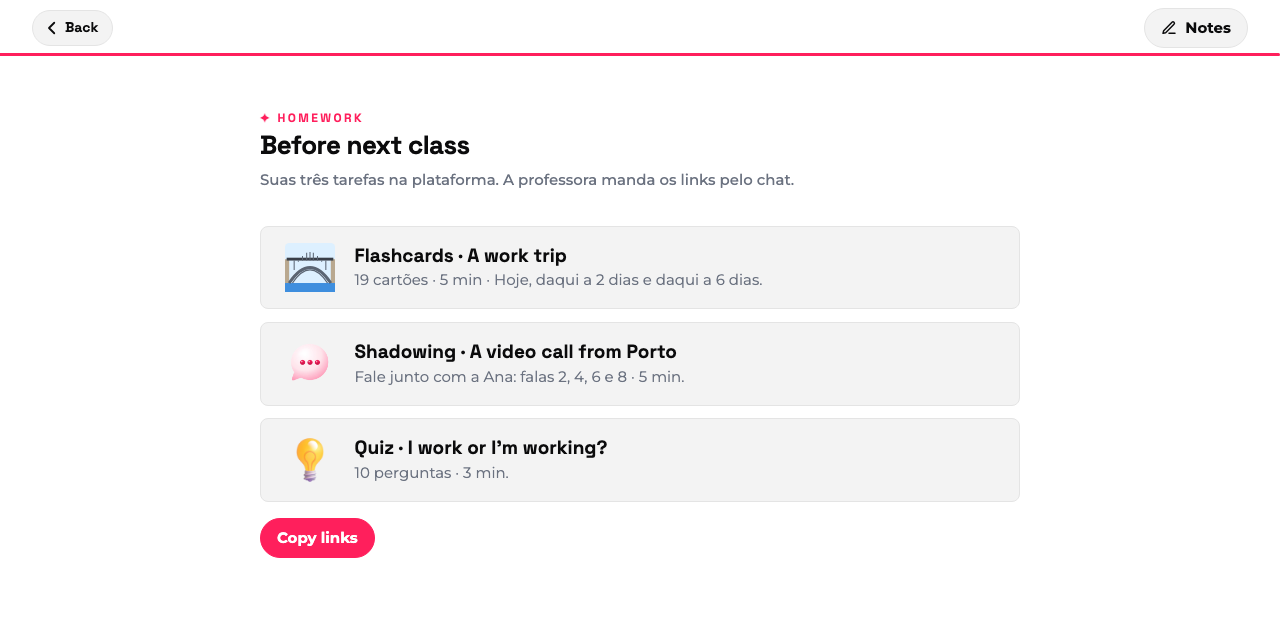 Back
Notes
HOMEWORK
Before next class
Suas três tarefas na plataforma. A professora manda os links pelo chat.
Flashcards · A work trip
19 cartões · 5 min · Hoje, daqui a 2 dias e daqui a 6 dias.
Shadowing · A video call from Porto
Fale junto com a Ana: falas 2, 4, 6 e 8 · 5 min.
Quiz · I work or I'm working?
10 perguntas · 3 min.
Copy links